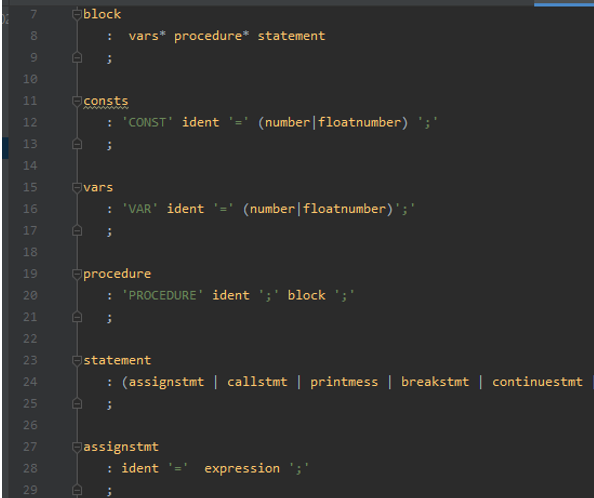 7 block
8 : vars* procedure* statement
9 ;
10
11 consts
12 : 'CONST' ident '=' (number|floatnumber) ';'
13 ;
14
15 vars
16 : 'VAR' ident '=' (number|floatnumber)';'
17 ;
18
19 procedure
20 : 'PROCEDURE' ident ';' block ';'
21 ;
22
23 statement
24 : (assignstmt | callstmt | printmess | breakstmt | continuestmt |
25 ;
26
27 assignstmt
28 : ident '=' expression ';'
29 ;